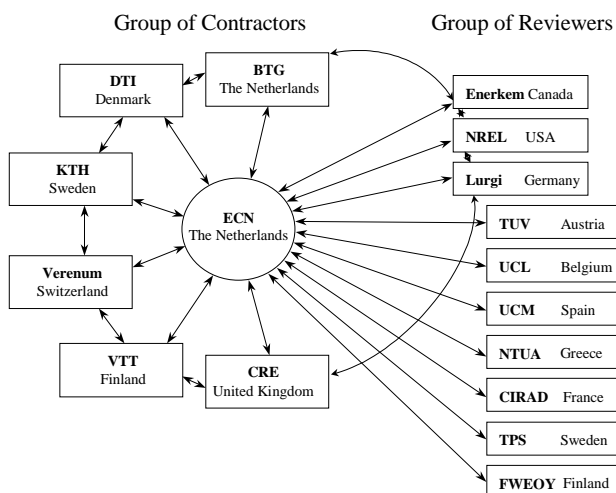 Group of Contractors
Group of Reviewers
DTI
Denmark
BTG
The Netherlands
KTH
Sweden
ECN
The Netherlands
Verenum
Switzerland
VTT
Finland
CRE
United Kingdom
Enerkem Canada
NREL USA
Lurgi Germany
TUV Austria
UCL Belgium
UCM Spain
NTUA Greece
CIRAD France
TPS Sweden
FWEOY Finland